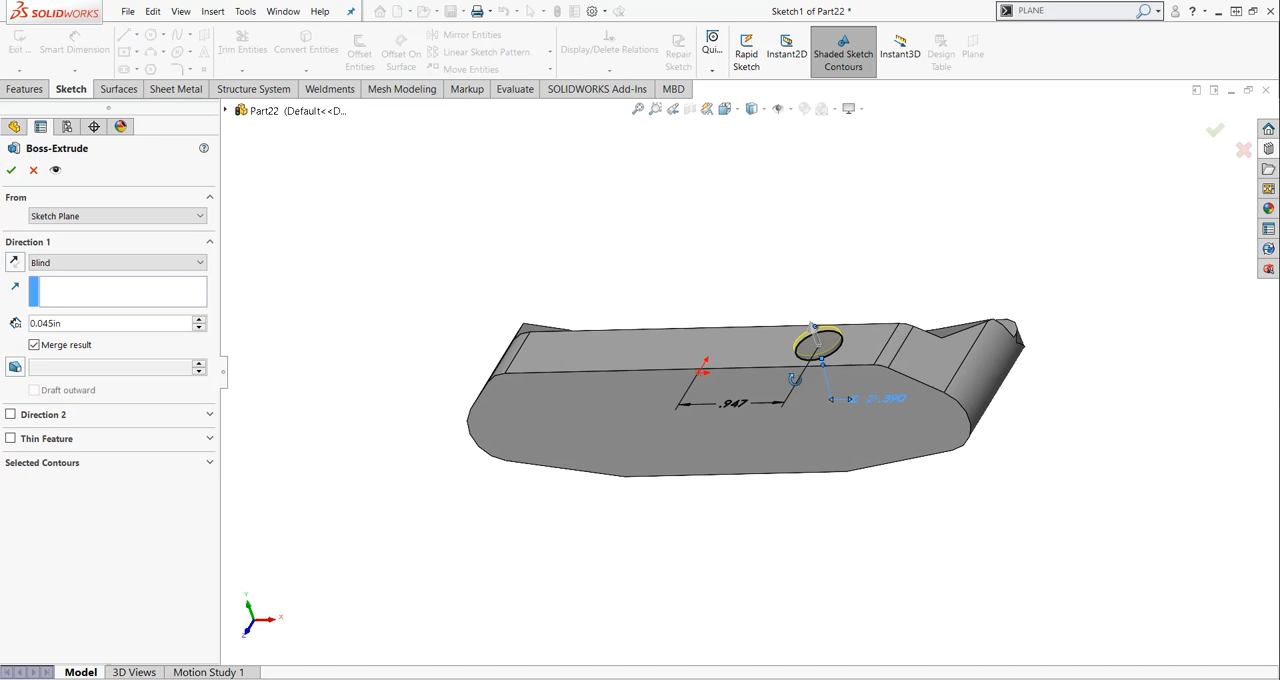 SOLIDWORKS File Edit View Insert Tools Window Help Sketch1 of Part22 * PLANE
Exit ... Smart Dimension Trim Entities Convert Entities Offset Entities Offset On Surface Mirror Entities Linear Sketch Pattern Move Entities Display/Delete Relations Repair Sketch Qui... Rapid Sketch Instant2D Shaded Sketch Contours Instant3D Design Table Plane
Features Sketch Surfaces Sheet Metal Structure System Weldments Mesh Modeling Markup Evaluate SOLIDWORKS Add-Ins MBD
Part22 (Default<<D...
Boss-Extrude
From
Sketch Plane
Direction 1
Blind
0.045in
Merge result
Draft outward
Direction 2
Thin Feature
Selected Contours
.947
∅.390
Y
X
Z
Model 3D Views Motion Study 1